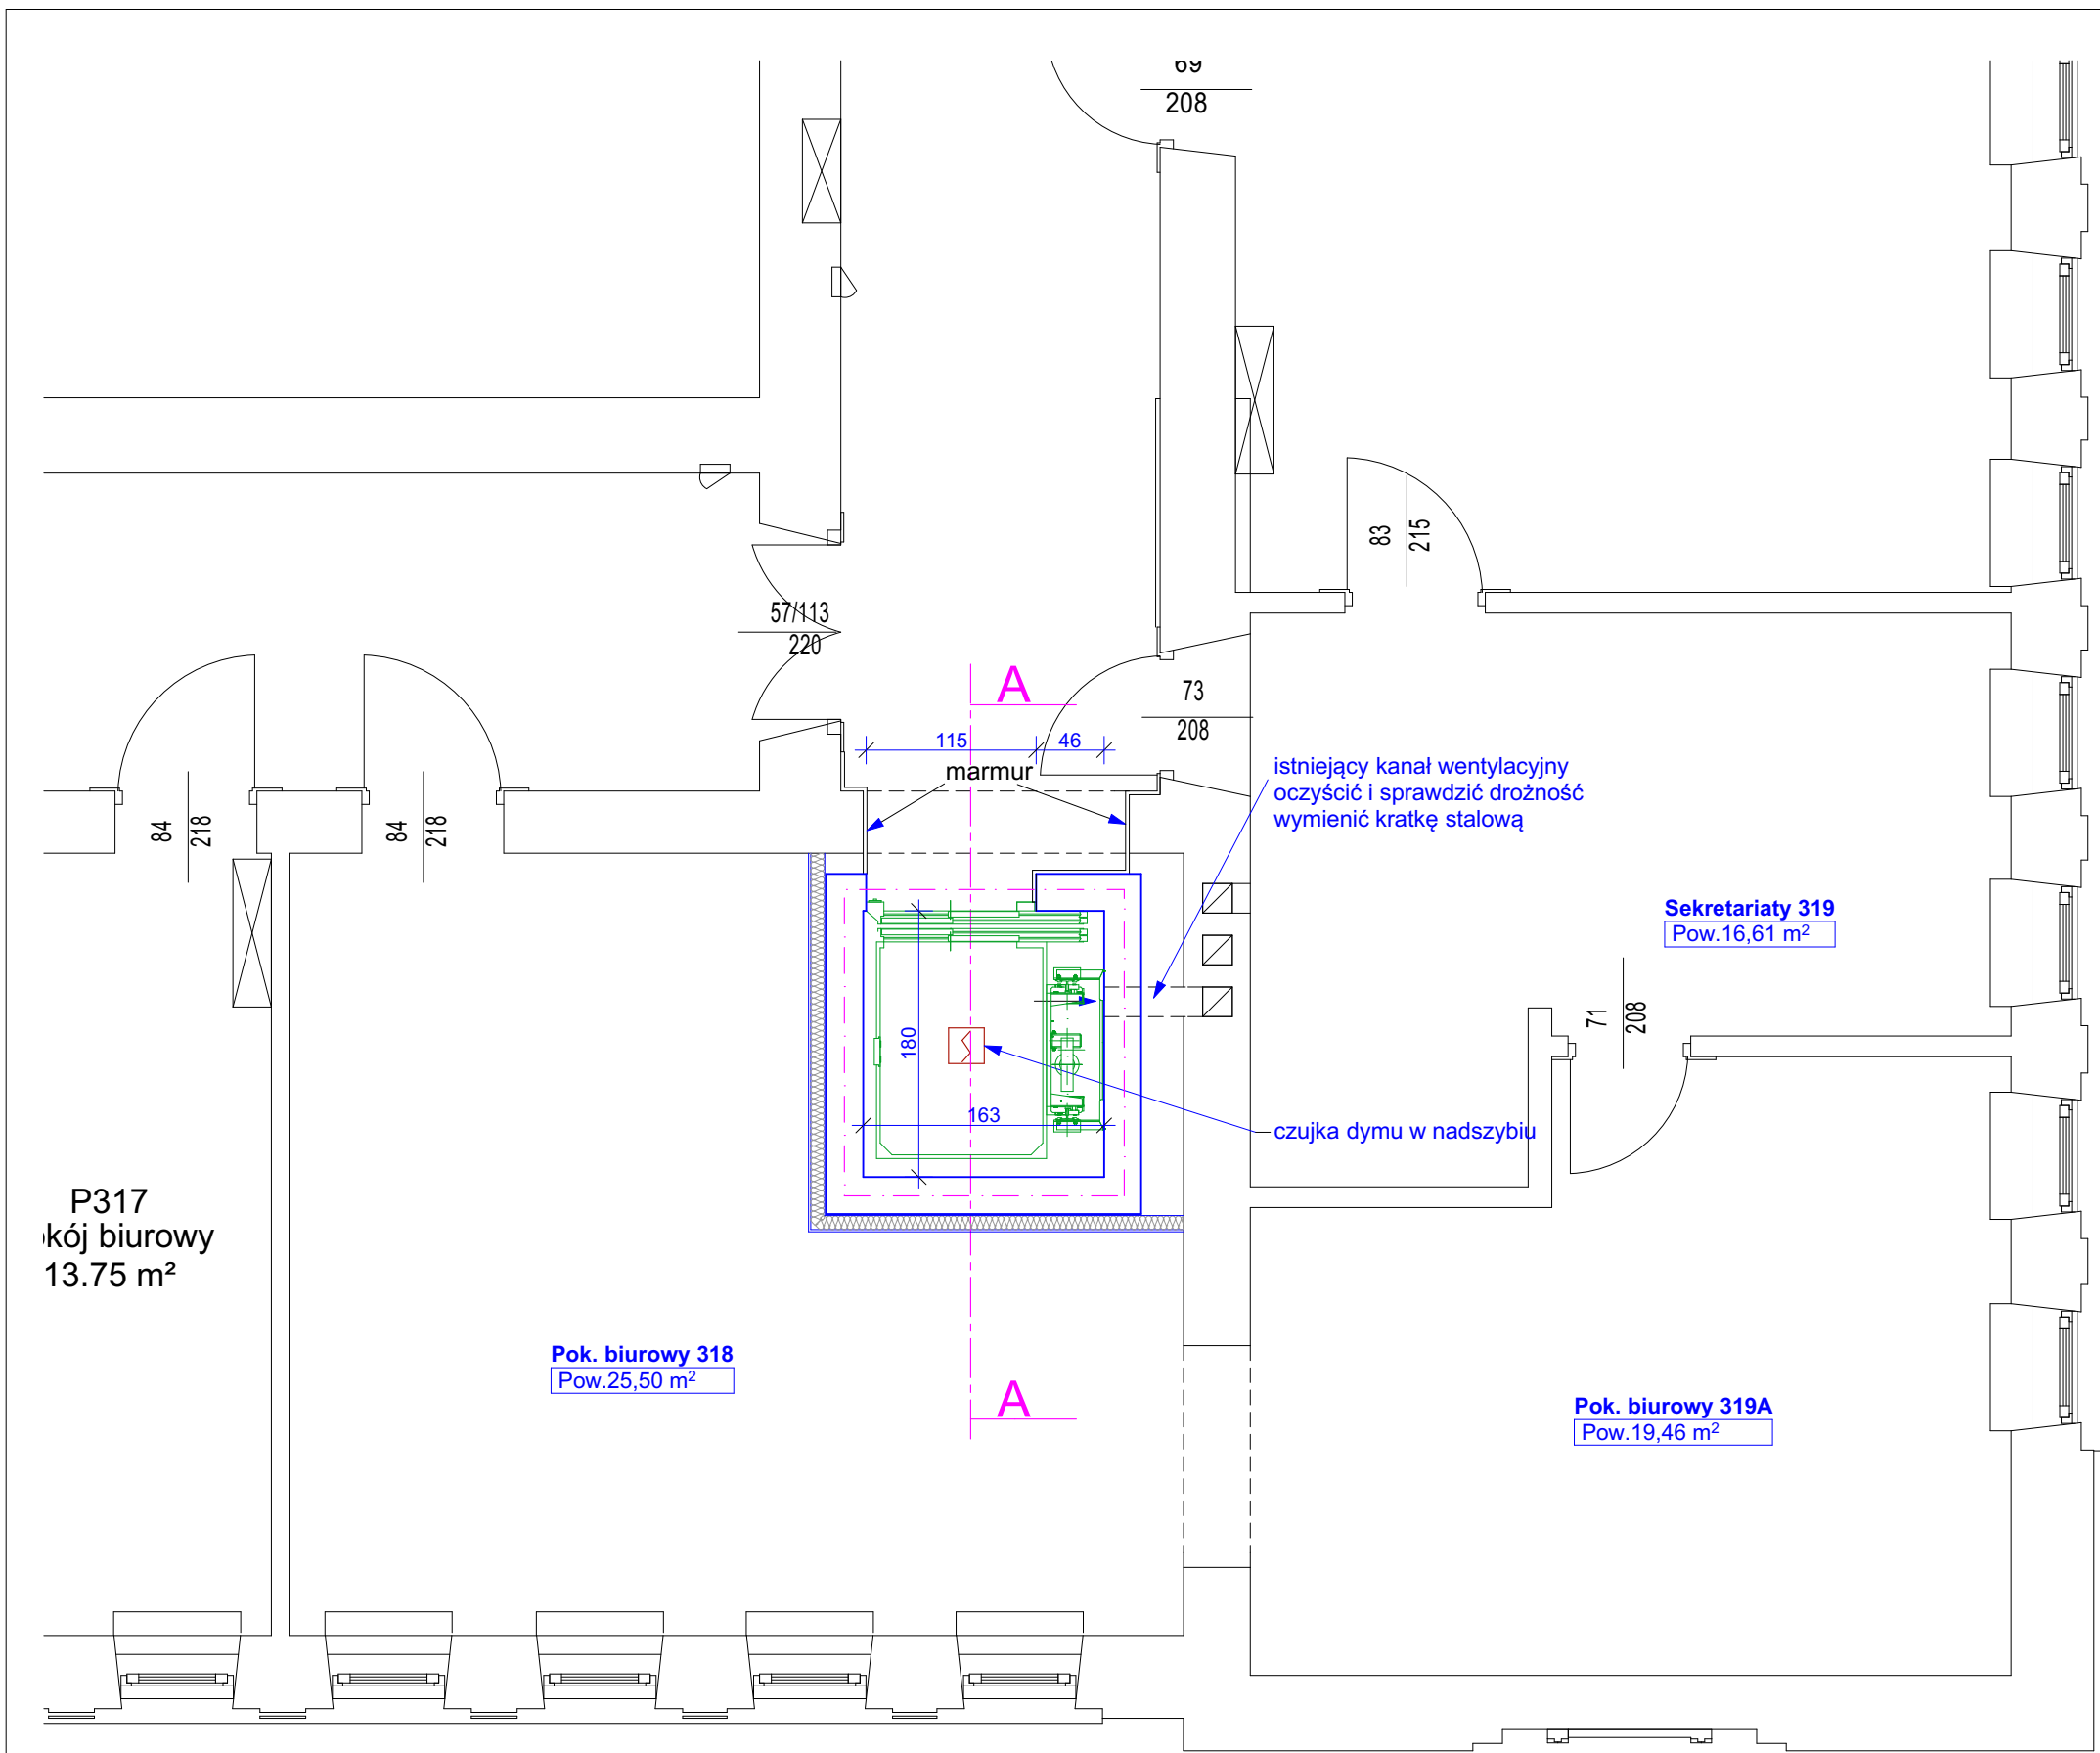 69
208
83
215
57/113
220
A
73
208
115
46
marmur
istniejący kanał wentylacyjny
oczyścić i sprawdzić drożność
wymienić kratkę stalową
84
218
84
218
Sekretariaty 319
Pow.16,61 m²
71
208
180
163
czujka dymu w nadszybiu
P317
kój biurowy
13.75 m²
Pok. biurowy 318
Pow.25,50 m²
A
Pok. biurowy 319A
Pow.19,46 m²